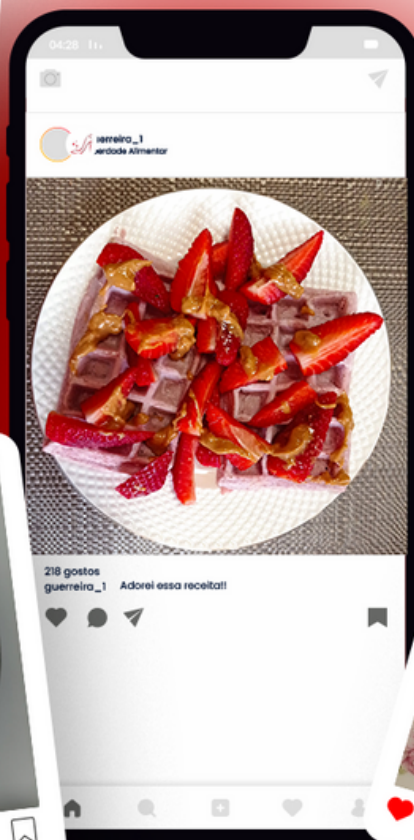 04:28
erreira_1
erdade Alimentar
218 gostos
guerreira_1 Adorei essa receita!!